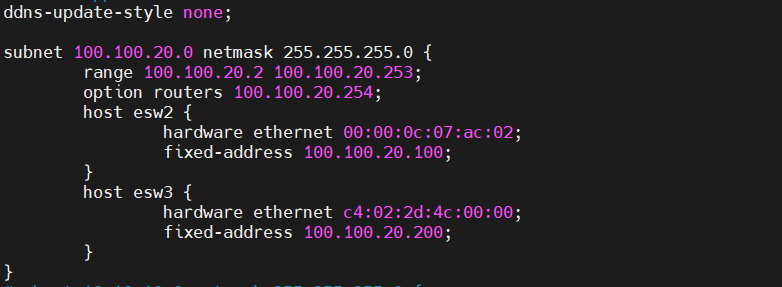 ddns-update-style none;
subnet 100.100.20.0 netmask 255.255.255.0 {
range 100.100.20.2 100.100.20.253;
option routers 100.100.20.254;
host esw2 {
hardware ethernet 00:00:0c:07:ac:02;
fixed-address 100.100.20.100;
}
host esw3 {
hardware ethernet c4:02:2d:4c:00:00;
fixed-address 100.100.20.200;
}
}